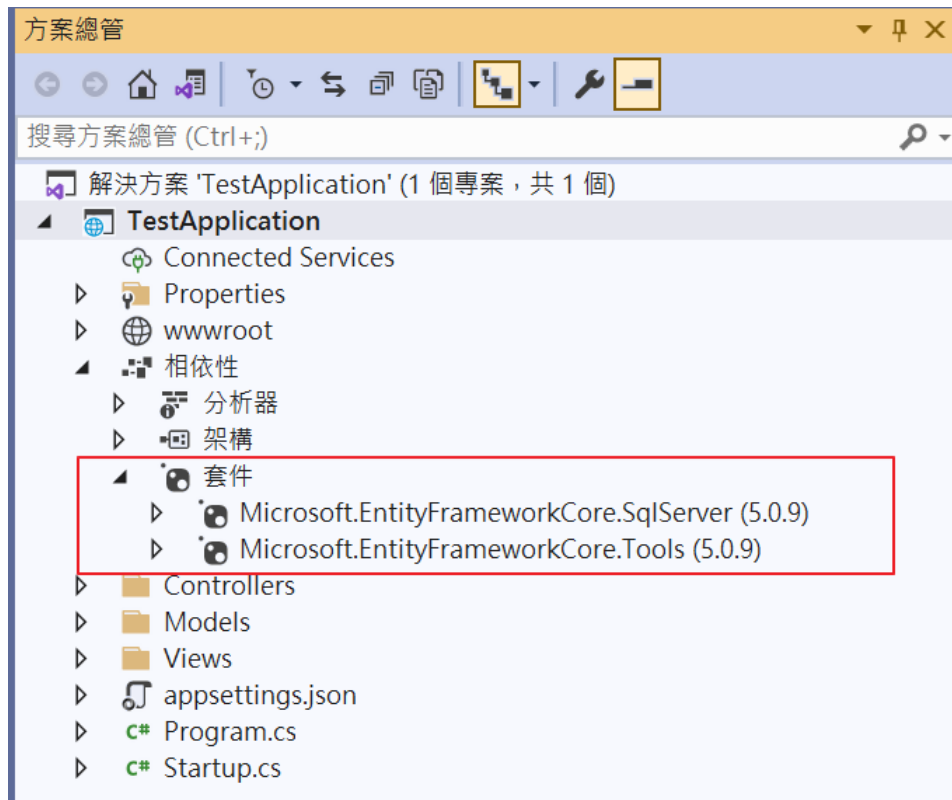 方案總管
搜尋方案總管 (Ctrl+;)
解決方案 'TestApplication' (1 個專案，共 1 個)
TestApplication
Connected Services
Properties
wwwroot
相依性
分析器
架構
套件
Microsoft.EntityFrameworkCore.SqlServer (5.0.9)
Microsoft.EntityFrameworkCore.Tools (5.0.9)
Controllers
Models
Views
appsettings.json
C# Program.cs
C# Startup.cs